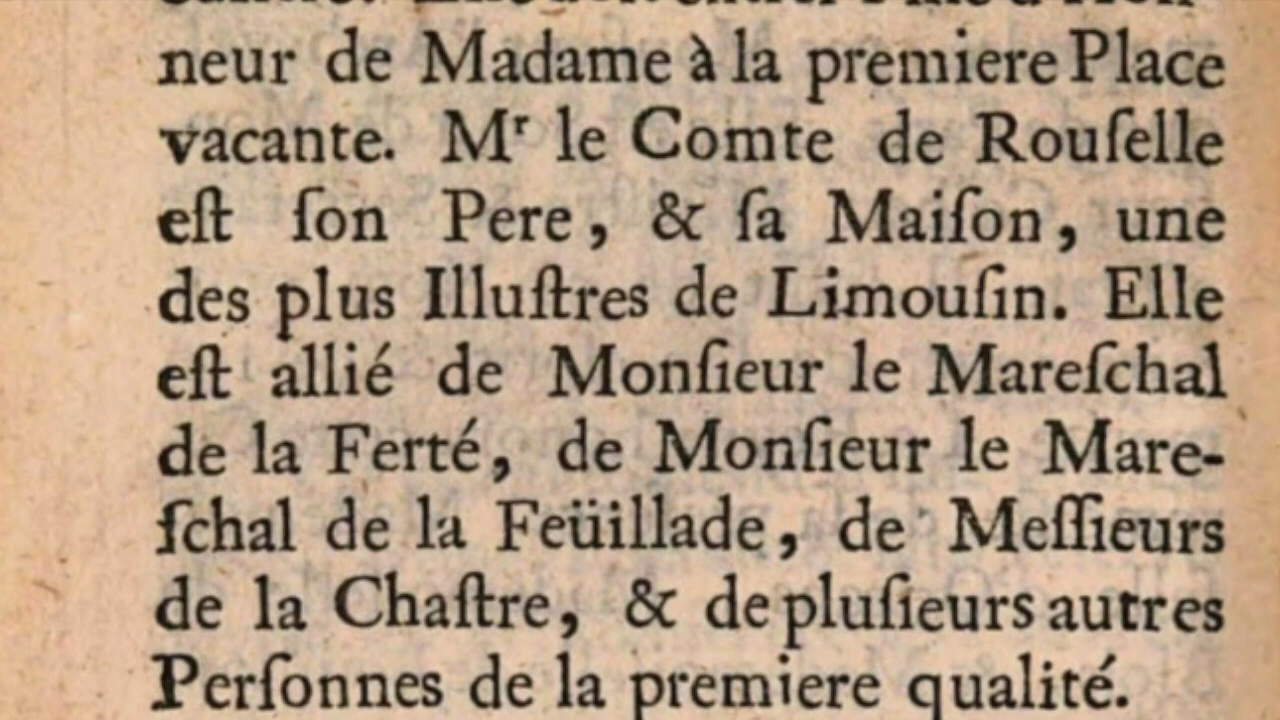 neur de Madame à la premiere Place
vacante. Mʳ le Comte de Rouſelle
eſt ſon Pere, & ſa Maiſon, une
des plus Illuſtres de Limouſin. Elle
eſt allié de Monſieur le Mareſchal
de la Ferté, de Monſieur le Mare-
ſchal de la Feüillade, de Meſſieurs
de la Chaſtre, & de pluſieurs autres
Perſonnes de la premiere qualité.